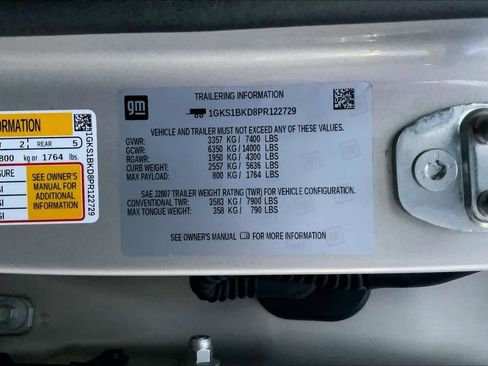 TRAILERING INFORMATION
gm
1GKS1BKD8PR122729
VEHICLE AND TRAILER MUST NOT EXCEED ANY OF THESE VALUES.
GVWR: 3357 KG / 7400 LBS
GCWR: 6350 KG / 14000 LBS
RGAWR: 1950 KG / 4300 LBS
CURB WEIGHT: 2557 KG / 5636 LBS
MAX PAYLOAD: 800 KG / 1764 LBS
SAE J2807 TRAILER WEIGHT RATING (TWR) FOR VEHICLE CONFIGURATION.
CONVENTIONAL TWR: 3583 KG / 7900 LBS
MAX TONGUE WEIGHT: 358 KG / 790 LBS
SEE OWNER'S MANUAL FOR MORE INFORMATION
ORMATION
2 REAR 5
800 kg or 1764 lbs.
SURE
SEE OWNER'S
MANUAL FOR
ADDITIONAL
INFORMATION
SI
SI
SI
1GKS1BKD8PR122729